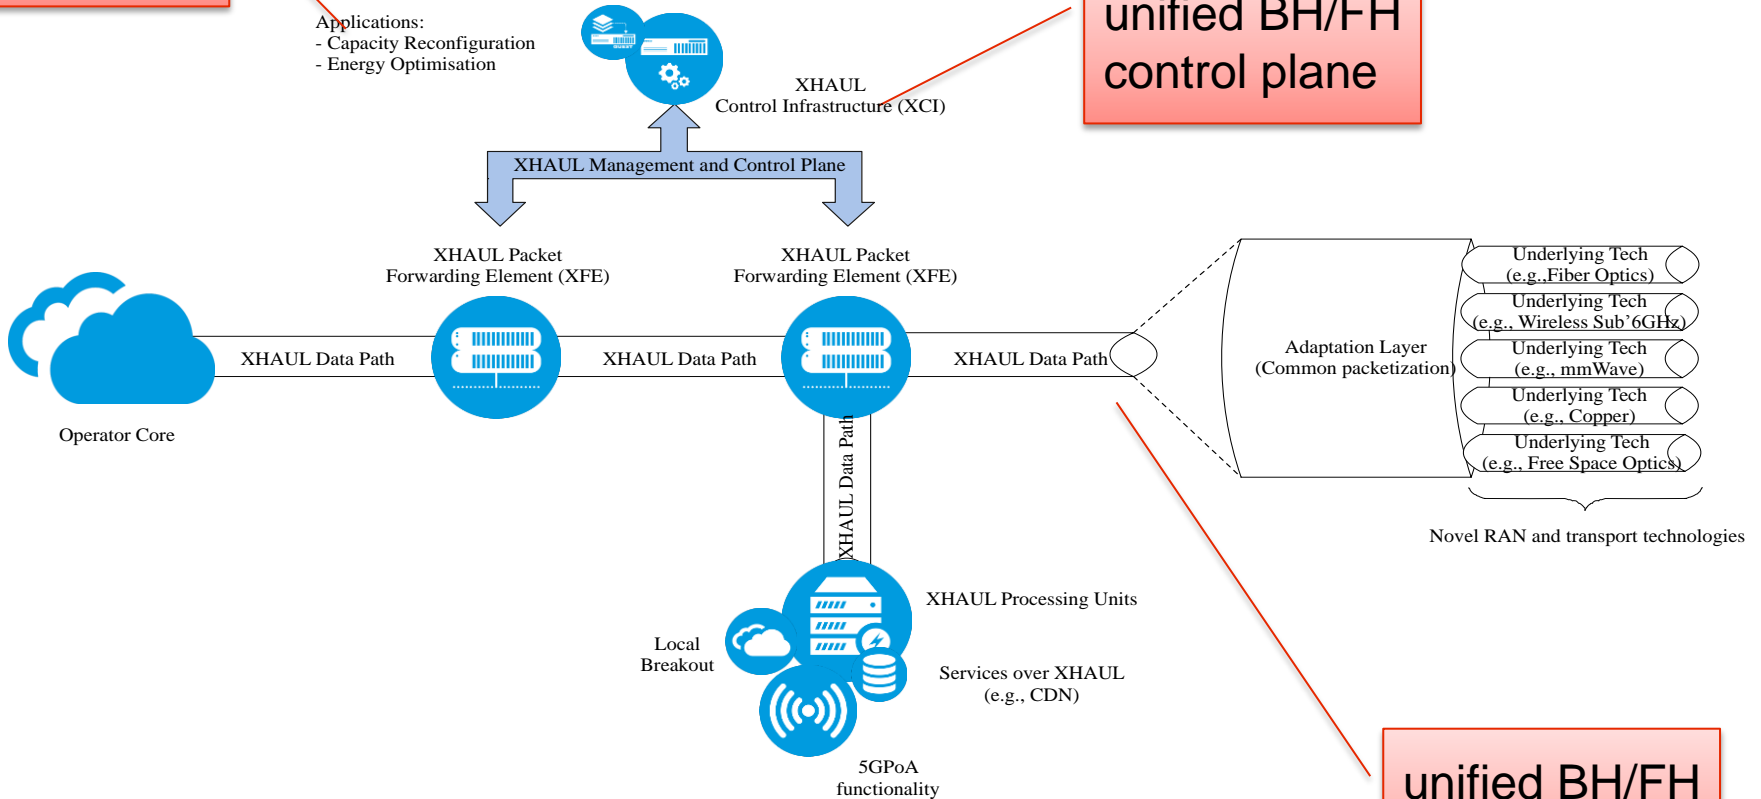 Applications:
- Capacity Reconfiguration
- Energy Optimisation
unified BH/FH
control plane
XHAUL
Control Infrastructure (XCI)
XHAUL Management and Control Plane
XHAUL Packet
Forwarding Element (XFE)
XHAUL Packet
Forwarding Element (XFE)
Underlying Tech
(e.g.,Fiber Optics)
Underlying Tech
(e.g., Wireless Sub'6GHz)
Underlying Tech
(e.g., mmWave)
Underlying Tech
(e.g., Copper)
Underlying Tech
(e.g., Free Space Optics)
Adaptation Layer
(Common packetization)
XHAUL Data Path
XHAUL Data Path
XHAUL Data Path
Operator Core
XHAUL Data Path
Novel RAN and transport technologies
XHAUL Processing Units
Local
Breakout
Services over XHAUL
(e.g., CDN)
5GPoA
functionality
unified BH/FH